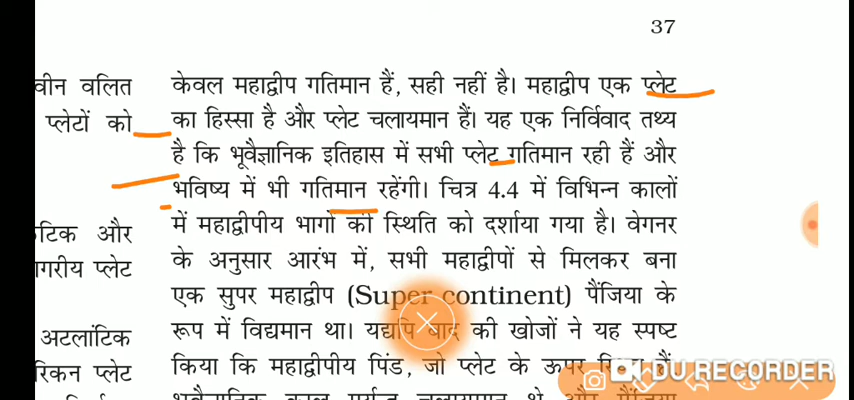 37
वीन वलित
प्लेटों को
टिक और
ागरीय प्लेट
अटलांटिक
रिकन प्लेट
केवल महाद्वीप गतिमान हैं, सही नहीं है। महाद्वीप एक प्लेट
का हिस्सा है और प्लेट चलायमान हैं। यह एक निर्विवाद तथ्य
है कि भूवैज्ञानिक इतिहास में सभी प्लेट गतिमान रही हैं और
भविष्य में भी गतिमान रहेंगी। चित्र 4.4 में विभिन्न कालों
में महाद्वीपीय भागों की स्थिति को दर्शाया गया है। वेगनर
के अनुसार आरंभ में, सभी महाद्वीपों से मिलकर बना
एक सुपर महाद्वीप (Super continent) पैंजिया के
रूप में विद्यमान था। यद्यपि बाद की खोजों ने यह स्पष्ट
किया कि महाद्वीपीय पिंड, जो प्लेट के ऊपर
DU RECORDER